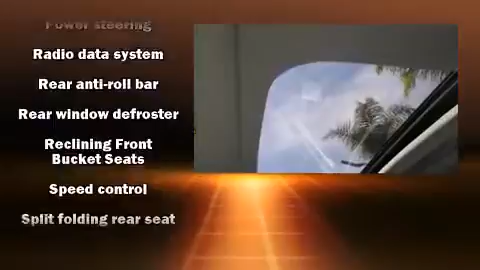 Power steering
Radio data system
Rear anti-roll bar
Rear window defroster
Reclining Front
Bucket Seats
Speed control
Split folding rear seat